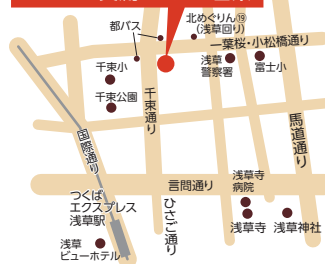 都バス
北めぐりん⑲
(浅草回り)
一葉桜・小松橋通り
千束小
浅草
警察署
富士小
千束公園
千束通り
国際通り
馬道通り
言問通り
浅草寺
病院
つくば
エクスプレス
浅草駅
ひさご通り
浅草
ビューホテル
浅草寺
浅草神社